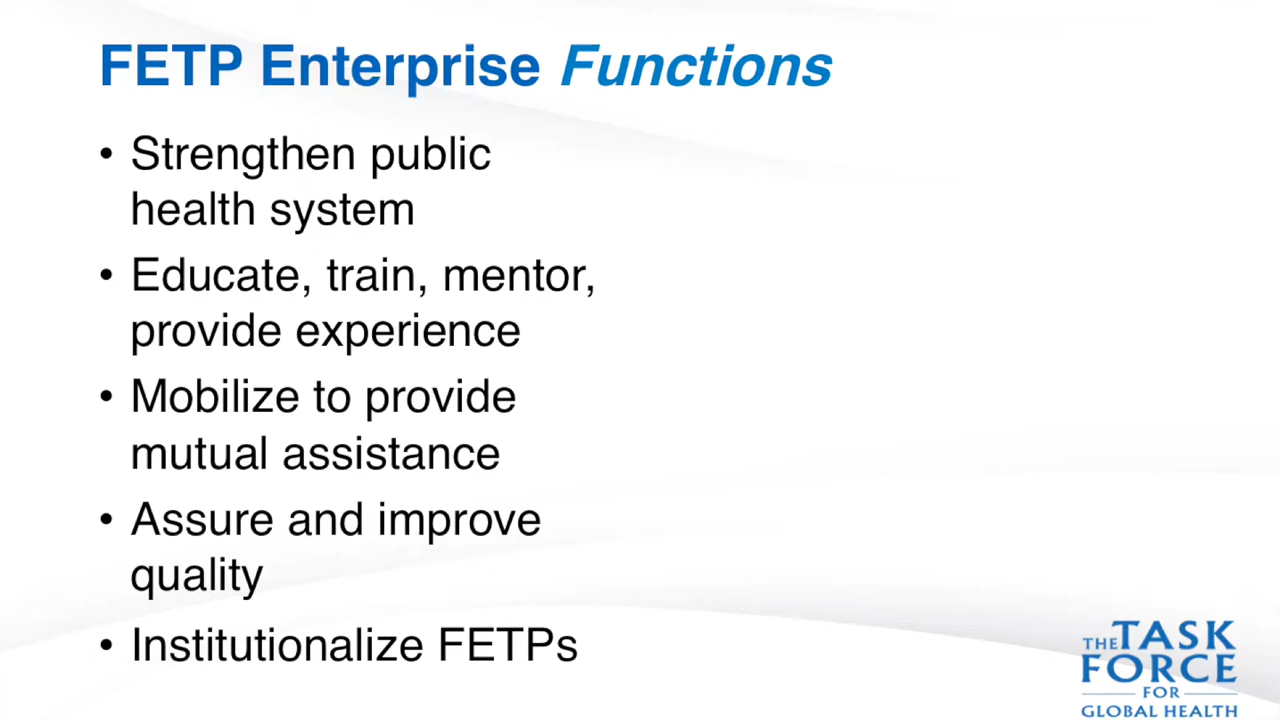 FETP Enterprise Functions
• Strengthen public
health system
• Educate, train, mentor,
provide experience
• Mobilize to provide
mutual assistance
• Assure and improve
quality
• Institutionalize FETPs
THE TASK
FORCE
FOR
GLOBAL HEALTH